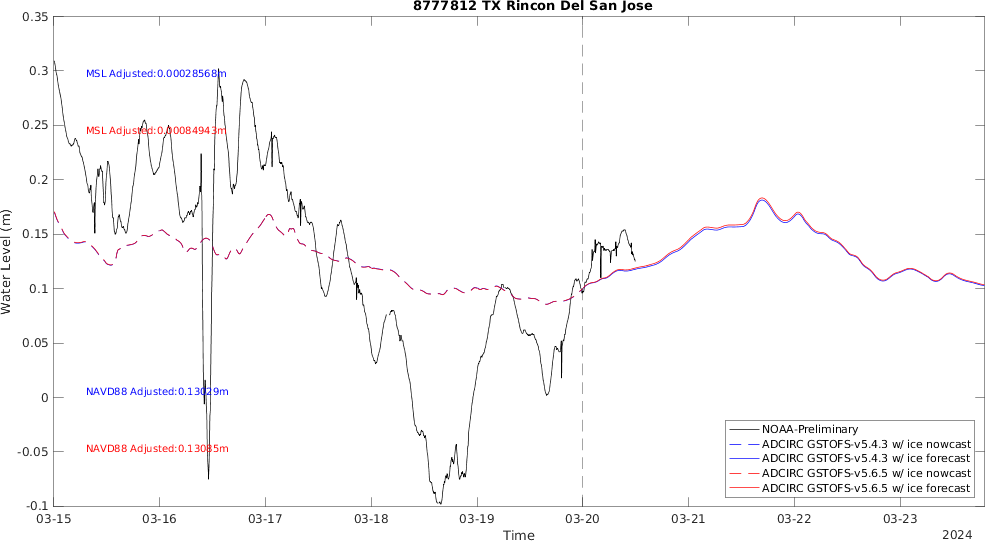 8777812 TX Rincon Del San Jose
0.35
0.3
0.25
0.2
0.15
0.1
0.05
0
-0.05
-0.1
Water Level (m)
MSL Adjusted:0.00028568m
MSL Adjusted:0.00084943m
NAVD88 Adjusted:0.13029m
NAVD88 Adjusted:0.13085m
NOAA-Preliminary
ADCIRC GSTOFS-v5.4.3 w/ ice nowcast
ADCIRC GSTOFS-v5.4.3 w/ ice forecast
ADCIRC GSTOFS-v5.6.5 w/ ice nowcast
ADCIRC GSTOFS-v5.6.5 w/ ice forecast
03-15 03-16 03-17 03-18 03-19 03-20 03-21 03-22 03-23
Time
2024